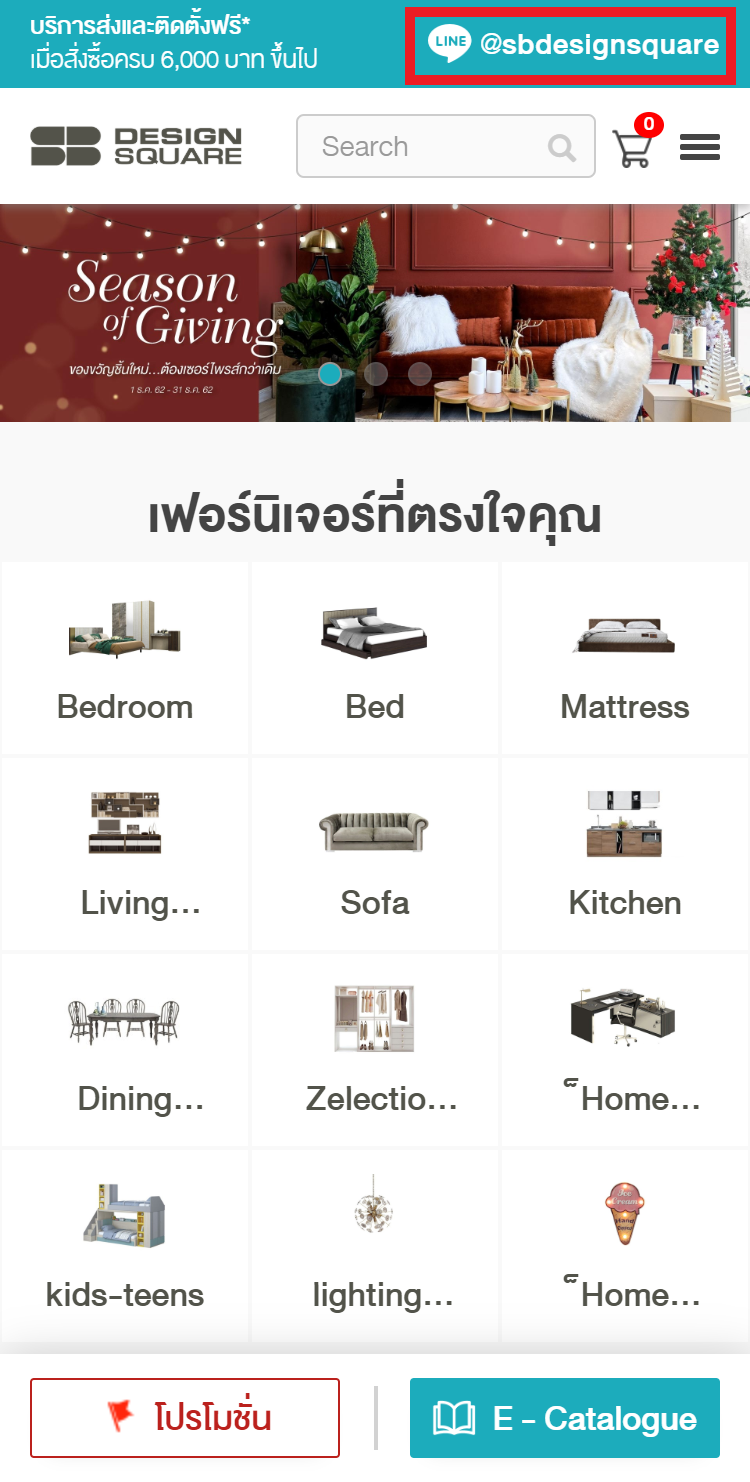 บริการส่งและติดตั้งฟรี*
เมื่อสั่งซื้อครบ 6,000 บาท ขึ้นไป
LINE @sbdesignsquare
SB DESIGN SQUARE
Search
0
Season
of Giving
ของขวัญชิ้นใหม่...ต้องเซอร์ไพรส์กว่าเดิม
1 ธ.ค. 62 - 31 ธ.ค. 62
เฟอร์นิเจอร์ที่ตรงใจคุณ
Bedroom
Bed
Mattress
Living...
Sofa
Kitchen
Dining...
Zelectio...
็Home...
kids-teens
lighting...
Ice
Cream
็Home...
โปรโมชั่น
E - Catalogue